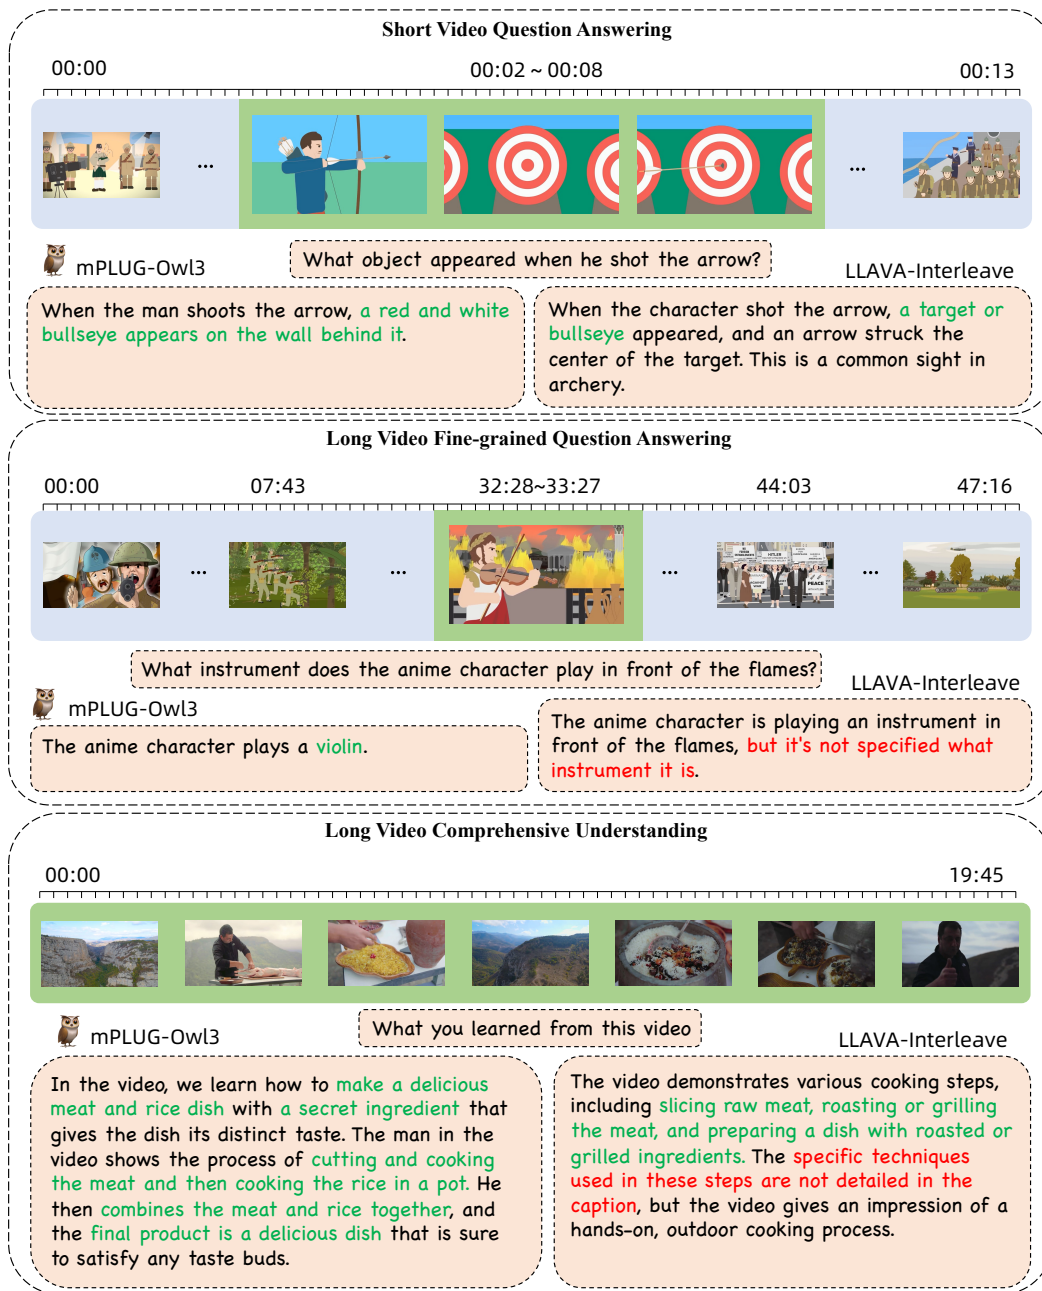 Short Video Question Answering
00:00
00:02 ~ 00:08
00:13
...
...
mPLUG-Owl3
What object appeared when he shot the arrow?
LLAVA-Interleave
When the man shoots the arrow, a red and white
bullseye appears on the wall behind it.
When the character shot the arrow, a target or
bullseye appeared, and an arrow struck the
center of the target. This is a common sight in
archery.
Long Video Fine-grained Question Answering
00:00
07:43
32:28~33:27
44:03
47:16
...
...
...
...
HITLER
PEACE
What instrument does the anime character play in front of the flames?
LLAVA-Interleave
mPLUG-Owl3
The anime character plays a violin.
The anime character is playing an instrument in
front of the flames, but it's not specified what
instrument it is.
Long Video Comprehensive Understanding
00:00
19:45
mPLUG-Owl3
What you learned from this video
LLAVA-Interleave
In the video, we learn how to make a delicious
meat and rice dish with a secret ingredient that
gives the dish its distinct taste. The man in the
video shows the process of cutting and cooking
the meat and then cooking the rice in a pot. He
then combines the meat and rice together, and
the final product is a delicious dish that is sure
to satisfy any taste buds.
The video demonstrates various cooking steps,
including slicing raw meat, roasting or grilling
the meat, and preparing a dish with roasted or
grilled ingredients. The specific techniques
used in these steps are not detailed in the
caption, but the video gives an impression of a
hands-on, outdoor cooking process.